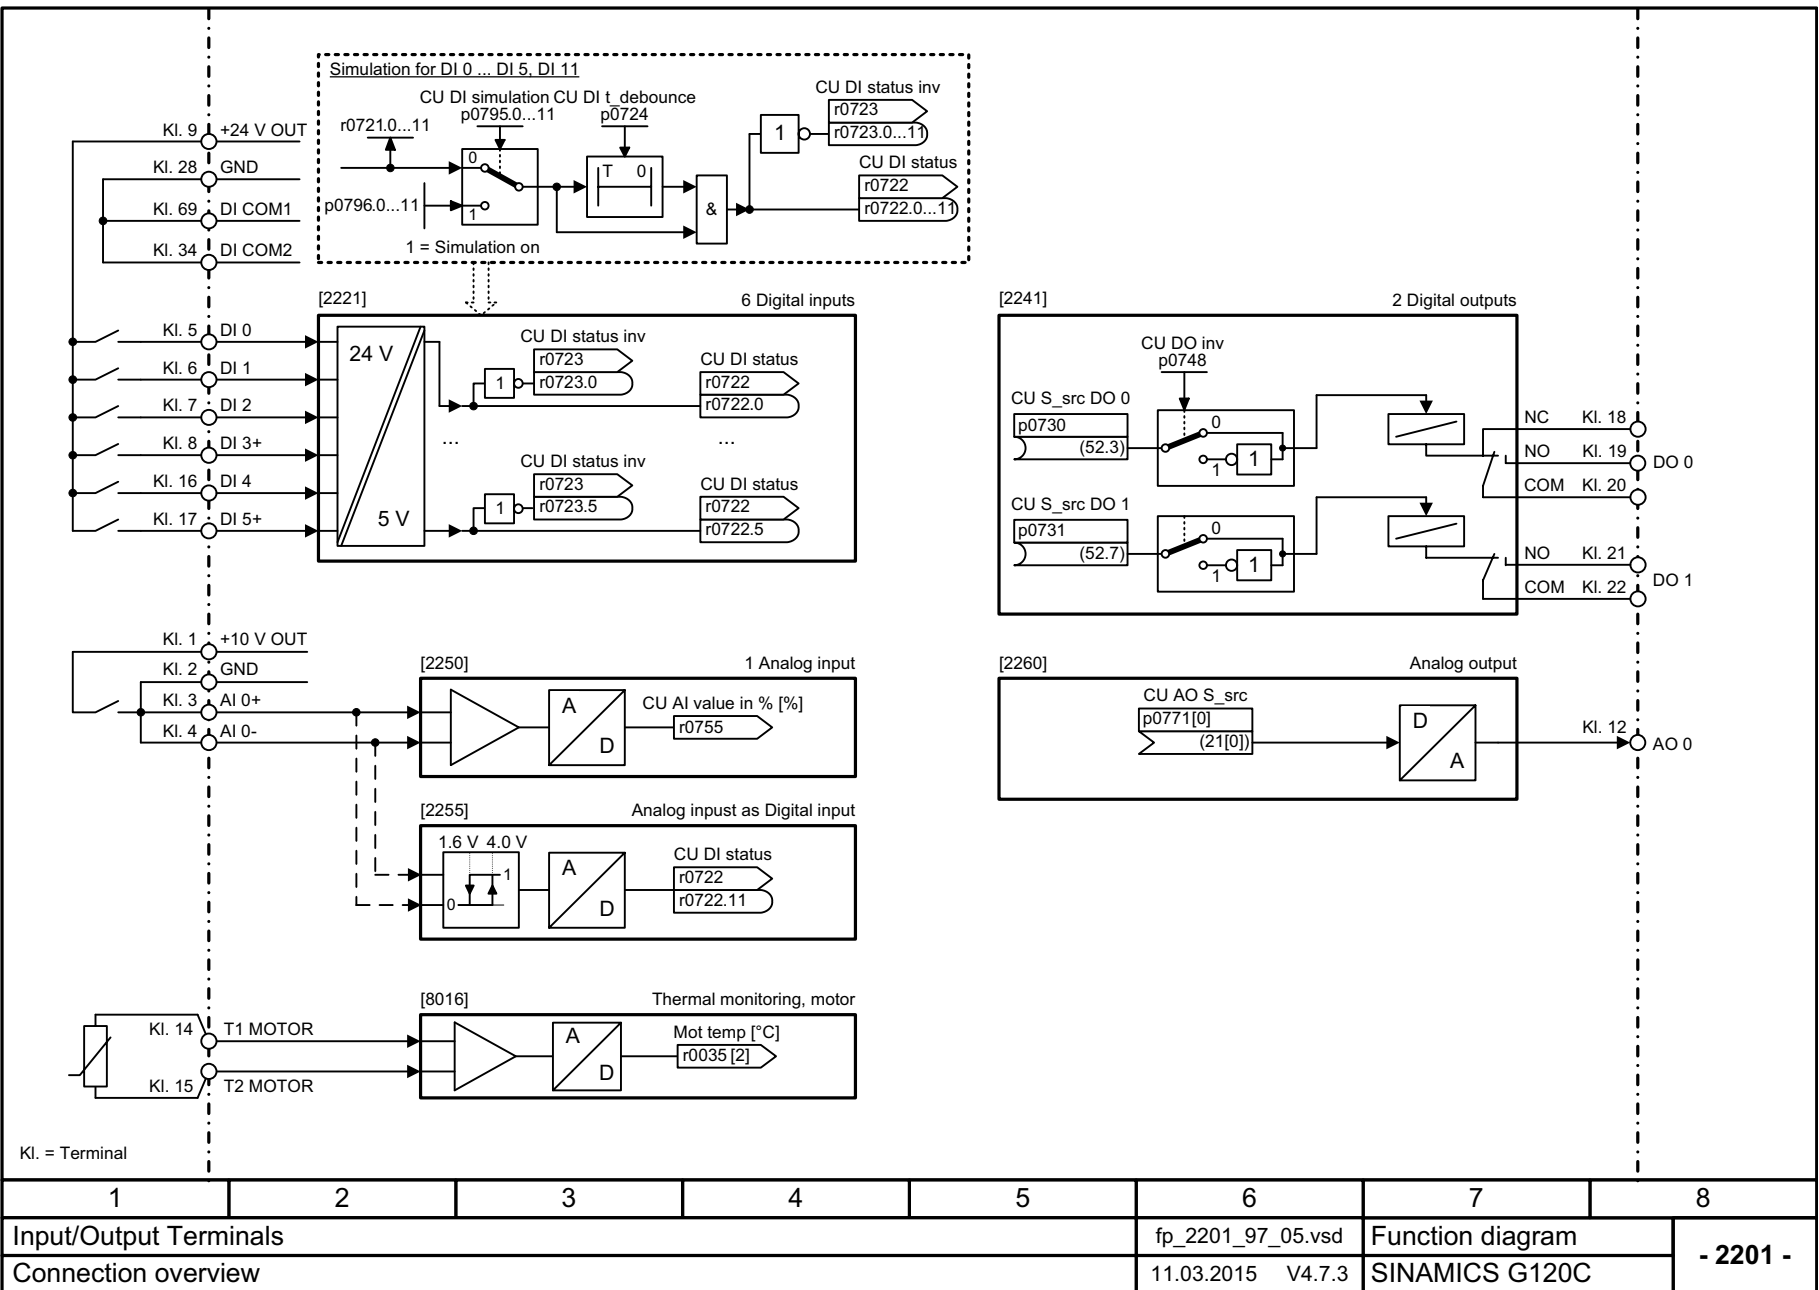 Simulation for DI 0 ... DI 5, DI 11
CU DI simulation
CU DI t_debounce
CU DI status inv
r0721.0...11
p0795.0...11
p0724
r0723
r0723.0...11
1
0
T 0
CU DI status
r0722
r0722.0...11
p0796.0...11
1
&
1 = Simulation on
Kl. 9 +24 V OUT
Kl. 28 GND
Kl. 69 DI COM1
Kl. 34 DI COM2
[2221]
6 Digital inputs
Kl. 5 DI 0
Kl. 6 DI 1
Kl. 7 DI 2
Kl. 8 DI 3+
Kl. 16 DI 4
Kl. 17 DI 5+
24 V
5 V
CU DI status inv
r0723
1
r0723.0
CU DI status
r0722
r0722.0
...
...
CU DI status inv
r0723
1
r0723.5
CU DI status
r0722
r0722.5
[2241]
2 Digital outputs
CU DO inv
p0748
CU S_src DO 0
p0730
(52.3)
0
1
1
NC Kl. 18
NO Kl. 19
DO 0
COM Kl. 20
CU S_src DO 1
p0731
(52.7)
0
1
1
NO Kl. 21
DO 1
COM Kl. 22
Kl. 1 +10 V OUT
Kl. 2 GND
Kl. 3 AI 0+
Kl. 4 AI 0-
[2250]
1 Analog input
A
D
CU AI value in % [%]
r0755
[2255]
Analog inpust as Digital input
1.6 V 4.0 V
1
0
A
D
CU DI status
r0722
r0722.11
[2260]
Analog output
CU AO S_src
p0771[0]
(21[0])
D
A
Kl. 12
AO 0
[8016]
Thermal monitoring, motor
Kl. 14 T1 MOTOR
Kl. 15 T2 MOTOR
A
D
Mot temp [°C]
r0035 [2]
Kl. = Terminal
1 2 3 4 5 6 7 8
Input/Output Terminals
fp_2201_97_05.vsd
Function diagram
- 2201 -
Connection overview
11.03.2015 V4.7.3
SINAMICS G120C